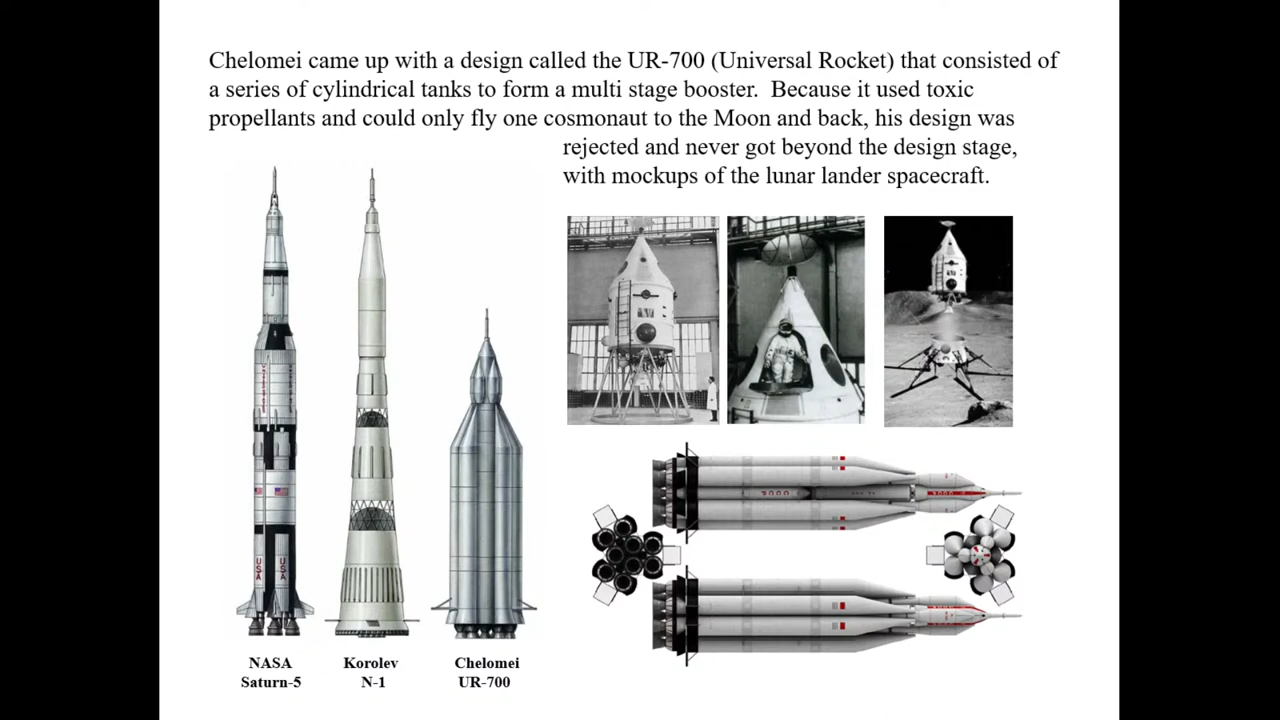 Chelomei came up with a design called the UR-700 (Universal Rocket) that consisted of
a series of cylindrical tanks to form a multi stage booster. Because it used toxic
propellants and could only fly one cosmonaut to the Moon and back, his design was
rejected and never got beyond the design stage,
with mockups of the lunar lander spacecraft.
USA
USA
NASA
Saturn-5
Korolev
N-1
Chelomei
UR-700